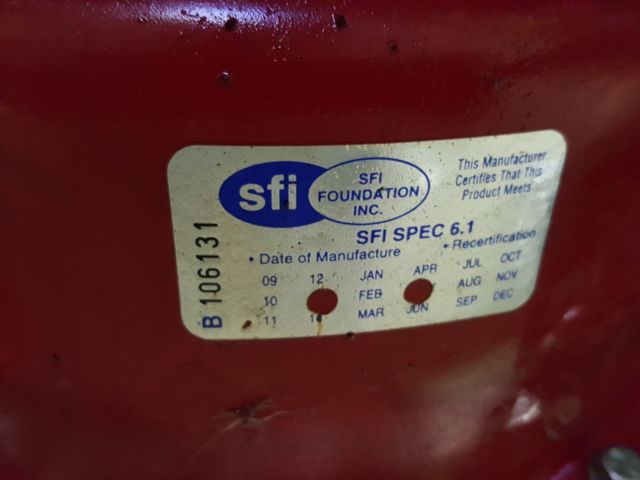 sfi
SFI
FOUNDATION
INC.
This Manufacturer
Certifies That This
Product Meets
SFI SPEC 6.1
• Date of Manufacture • Recertification
09 12 JAN APR JUL OCT
10 FEB AUG NOV
11 MAR JUN SEP DEC
B 106131